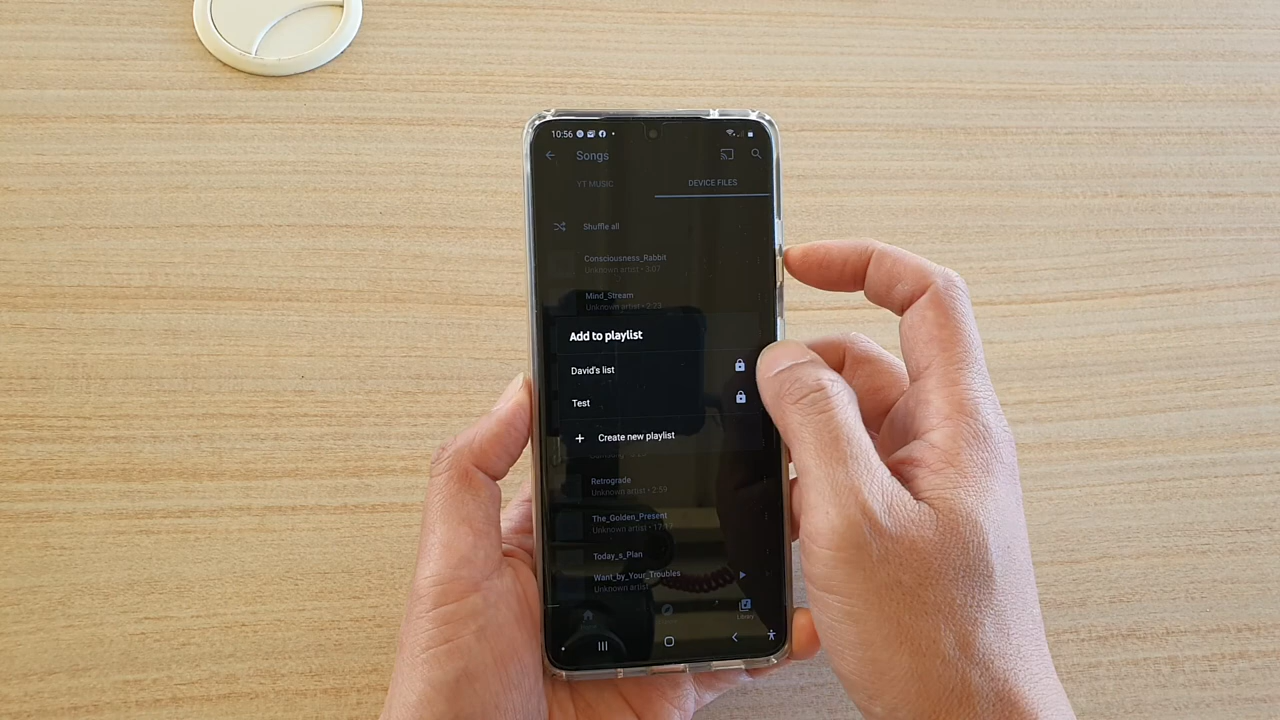 10:56
Songs
YT MUSIC
DEVICE FILES
Shuffle all
Consciousness_Rabbit
Unknown artist • 3:07
Mind_Stream
Unknown artist • 2:23
Add to playlist
David's list
Test
Create new playlist
Retrograde
Unknown artist • 2:59
The_Golden_Present
Unknown artist
Today_s_Plan
Want_by_Your_Troubles
Unknown artist
Library